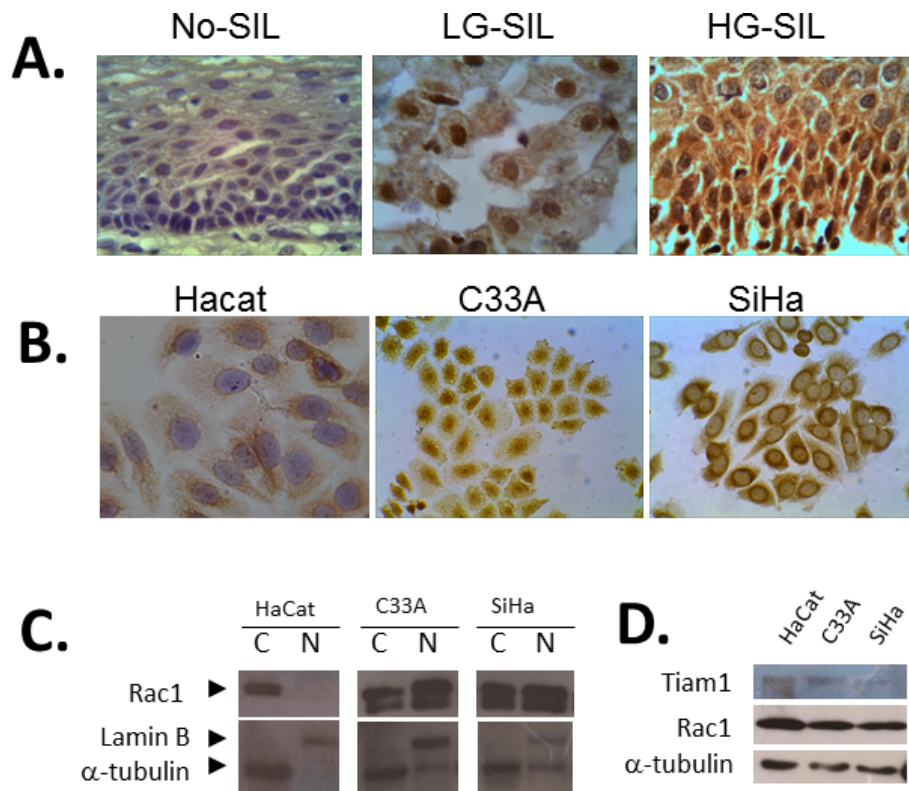 A.
No-SIL LG-SIL HG-SIL
B.
Hacat C33A SiHa
C.
HaCat C33A SiHa
C N C N C N
Rac1
Lamin B
α-tubulin
D.
HaCat C33A SiHa
Tiam1
Rac1
α-tubulin